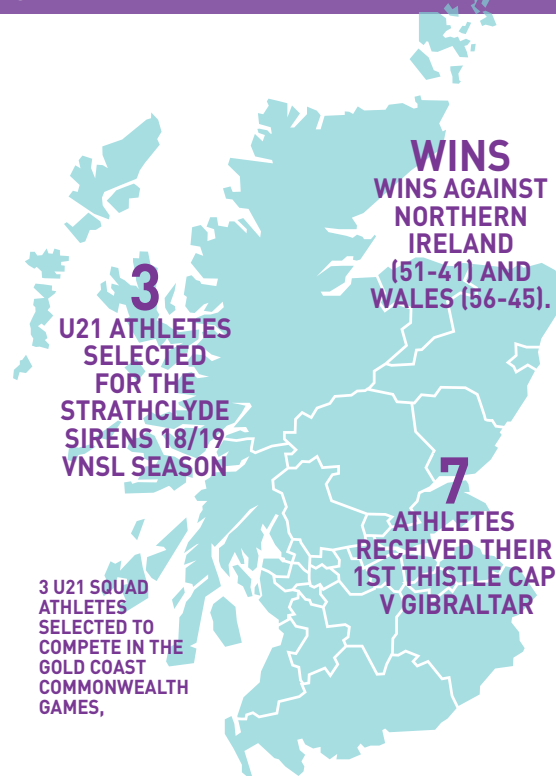 WINS
WINS AGAINST
NORTHERN
IRELAND
(51-41) AND
WALES (56-45).
3
U21 ATHLETES
SELECTED
FOR THE
STRATHCLYDE
SIRENS 18/19
VNSL SEASON
7
ATHLETES
RECEIVED THEIR
1ST THISTLE CAP
V GIBRALTAR
3 U21 SQUAD
ATHLETES
SELECTED TO
COMPETE IN THE
GOLD COAST
COMMONWEALTH
GAMES,